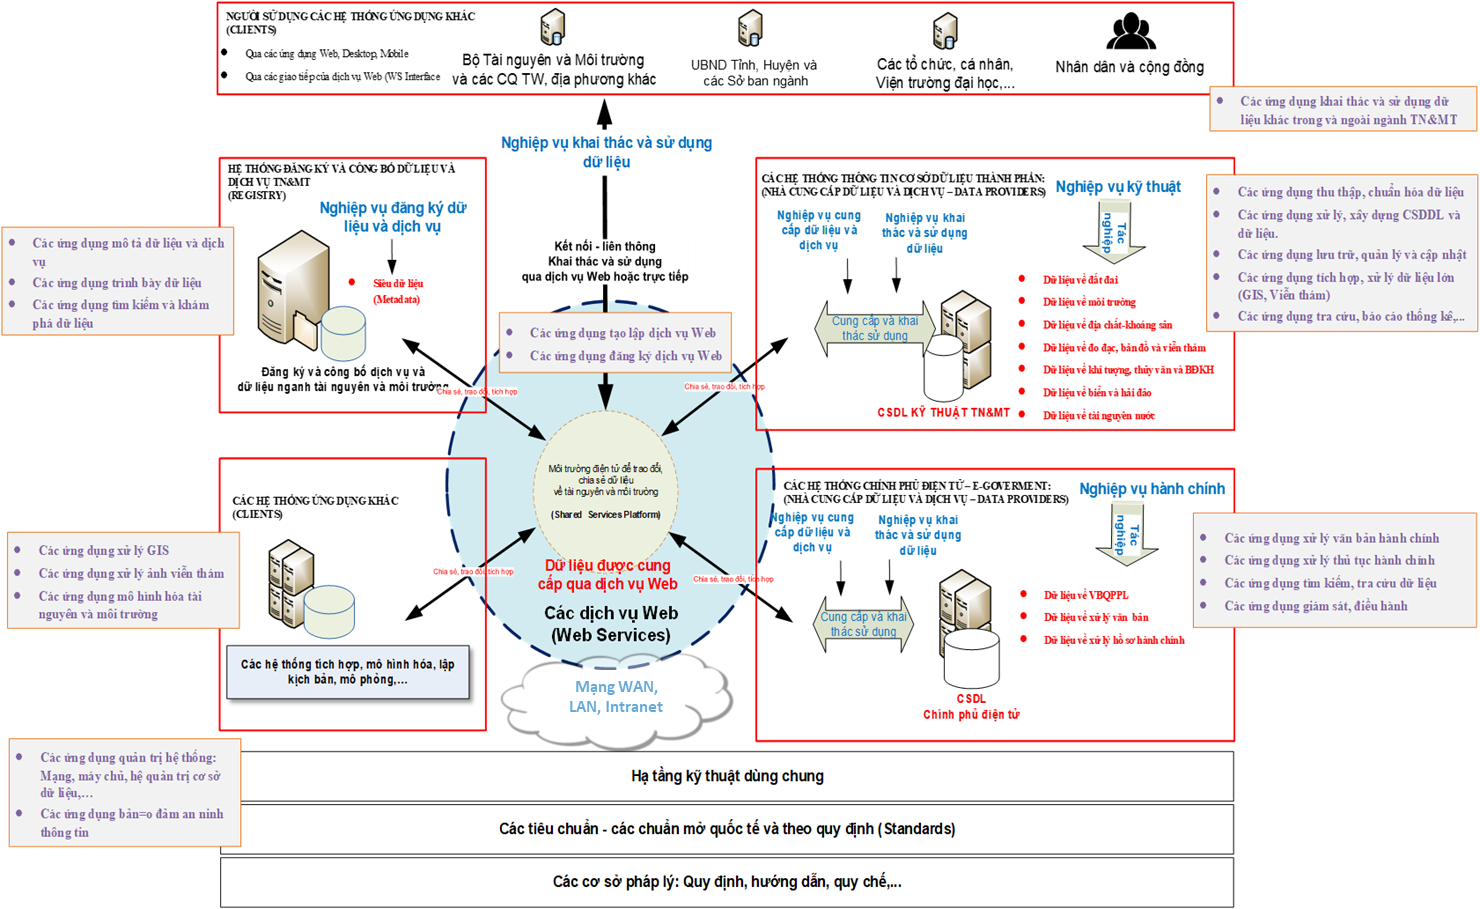 NGƯỜI SỬ DỤNG CÁC HỆ THỐNG ỨNG DỤNG KHÁC
(CLIENTS)
Qua các ứng dụng Web, Desktop, Mobile
Qua các giao tiếp của dịch vụ Web (WS Interface
Bộ Tài nguyên và Môi trường
và các CQ TW, địa phương khác
UBND Tỉnh, Huyện và
các Sở ban ngành
Các tổ chức, cá nhân,
Viện trường đại học,...
Nhân dân và cộng đồng
Các ứng dụng khai thác và sử dụng dữ
liệu khác trong và ngoài ngành TN&MT
Nghiệp vụ khai thác và sử dụng
dữ liệu
HỆ THỐNG ĐĂNG KÝ VÀ CÔNG BỐ DỮ LIỆU VÀ
DỊCH VỤ TN&MT
(REGISTRY)
Nghiệp vụ đăng ký dữ
liệu và dịch vụ
Siêu dữ liệu
(Metadata)
Đăng ký và công bố dịch vụ và
dữ liệu ngành tài nguyên và môi trường
Các ứng dụng mô tả dữ liệu và dịch
vụ
Các ứng dụng trình bày dữ liệu
Các ứng dụng tìm kiếm và khám
phá dữ liệu
Kết nối - liên thông
Khai thác và sử dụng
qua dịch vụ Web hoặc trực tiếp
Các ứng dụng tạo lập dịch vụ Web
Các ứng dụng đăng ký dịch vụ Web
CÁC HỆ THỐNG THÔNG TIN CƠ SỞ DỮ LIỆU THÀNH PHẦN:
(NHÀ CUNG CẤP DỮ LIỆU VÀ DỊCH VỤ – DATA PROVIDERS)
Nghiệp vụ kỹ thuật
Tác
nghiệp
Nghiệp vụ cung
cấp dữ liệu và
dịch vụ
Nghiệp vụ khai
thác và sử dụng
dữ liệu
Cung cấp và khai
thác sử dụng
CSDL KỸ THUẬT TN&MT
Dữ liệu về đất đai
Dữ liệu về môi trường
Dữ liệu về địa chất-khoáng sản
Dữ liệu về đo đạc, bản đồ và viễn thám
Dữ liệu về khí tượng, thủy văn và BĐKH
Dữ liệu về biển và hải đảo
Dữ liệu về tài nguyên nước
Các ứng dụng thu thập, chuẩn hóa dữ liệu
Các ứng dụng xử lý, xây dựng CSDDL và
dữ liệu.
Các ứng dụng lưu trữ, quản lý và cập nhật
Các ứng dụng tích hợp, xử lý dữ liệu lớn
(GIS, Viễn thám)
Các ứng dụng tra cứu, báo cáo thống kê,...
Chia sẻ, trao đổi, tích hợp
Chia sẻ, trao đổi, tích hợp
Môi trường điện tử để trao đổi,
chia sẻ dữ liệu
về tài nguyên và môi trường
(Shared Services Platform)
Dữ liệu được cung
cấp qua dịch vụ Web
Các dịch vụ Web
(Web Services)
Chia sẻ, trao đổi, tích hợp
Chia sẻ, trao đổi, tích hợp
Mạng WAN,
LAN, Intranet
CÁC HỆ THỐNG ỨNG DỤNG KHÁC
(CLIENTS)
Các hệ thống tích hợp, mô hình hóa, lập
kịch bản, mô phỏng,...
Các ứng dụng xử lý GIS
Các ứng dụng xử lý ảnh viễn thám
Các ứng dụng mô hình hóa tài
nguyên và môi trường
CÁC HỆ THỐNG CHÍNH PHỦ ĐIỆN TỬ – E-GOVERMENT:
(NHÀ CUNG CẤP DỮ LIỆU VÀ DỊCH VỤ – DATA PROVIDERS)
Nghiệp vụ hành chính
Tác
nghiệp
Nghiệp vụ cung
cấp dữ liệu và
dịch vụ
Nghiệp vụ khai
thác và sử dụng
dữ liệu
Cung cấp và khai
thác sử dụng
CSDL
Chính phủ điện tử
Dữ liệu về VBQPPL
Dữ liệu về xử lý văn bản
Dữ liệu về xử lý hồ sơ hành chính
Các ứng dụng xử lý văn bản hành chính
Các ứng dụng xử lý thủ tục hành chính
Các ứng dụng tìm kiếm, tra cứu dữ liệu
Các ứng dụng giám sát, điều hành
Các ứng dụng quản trị hệ thống:
Mạng, máy chủ, hệ quản trị cơ sở
dữ liệu,...
Các ứng dụng bản=o đảm an ninh
thông tin
Hạ tầng kỹ thuật dùng chung
Các tiêu chuẩn - các chuẩn mở quốc tế và theo quy định (Standards)
Các cơ sở pháp lý: Quy định, hướng dẫn, quy chế,...